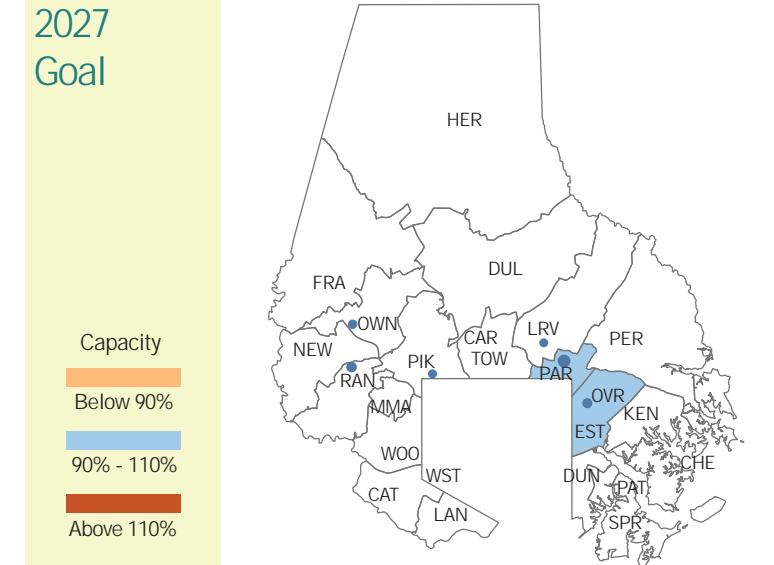 2027
Goal
Capacity
Below 90%
90% - 110%
Above 110%
HER
DUL
FRA
OWN
LRV
CAR
PER
NEW
TOW
PIK
PAR
RAN
OVR
MMA
KEN
EST
WOO
CHE
WST
DUN
PAT
CAT
LAN
SPR